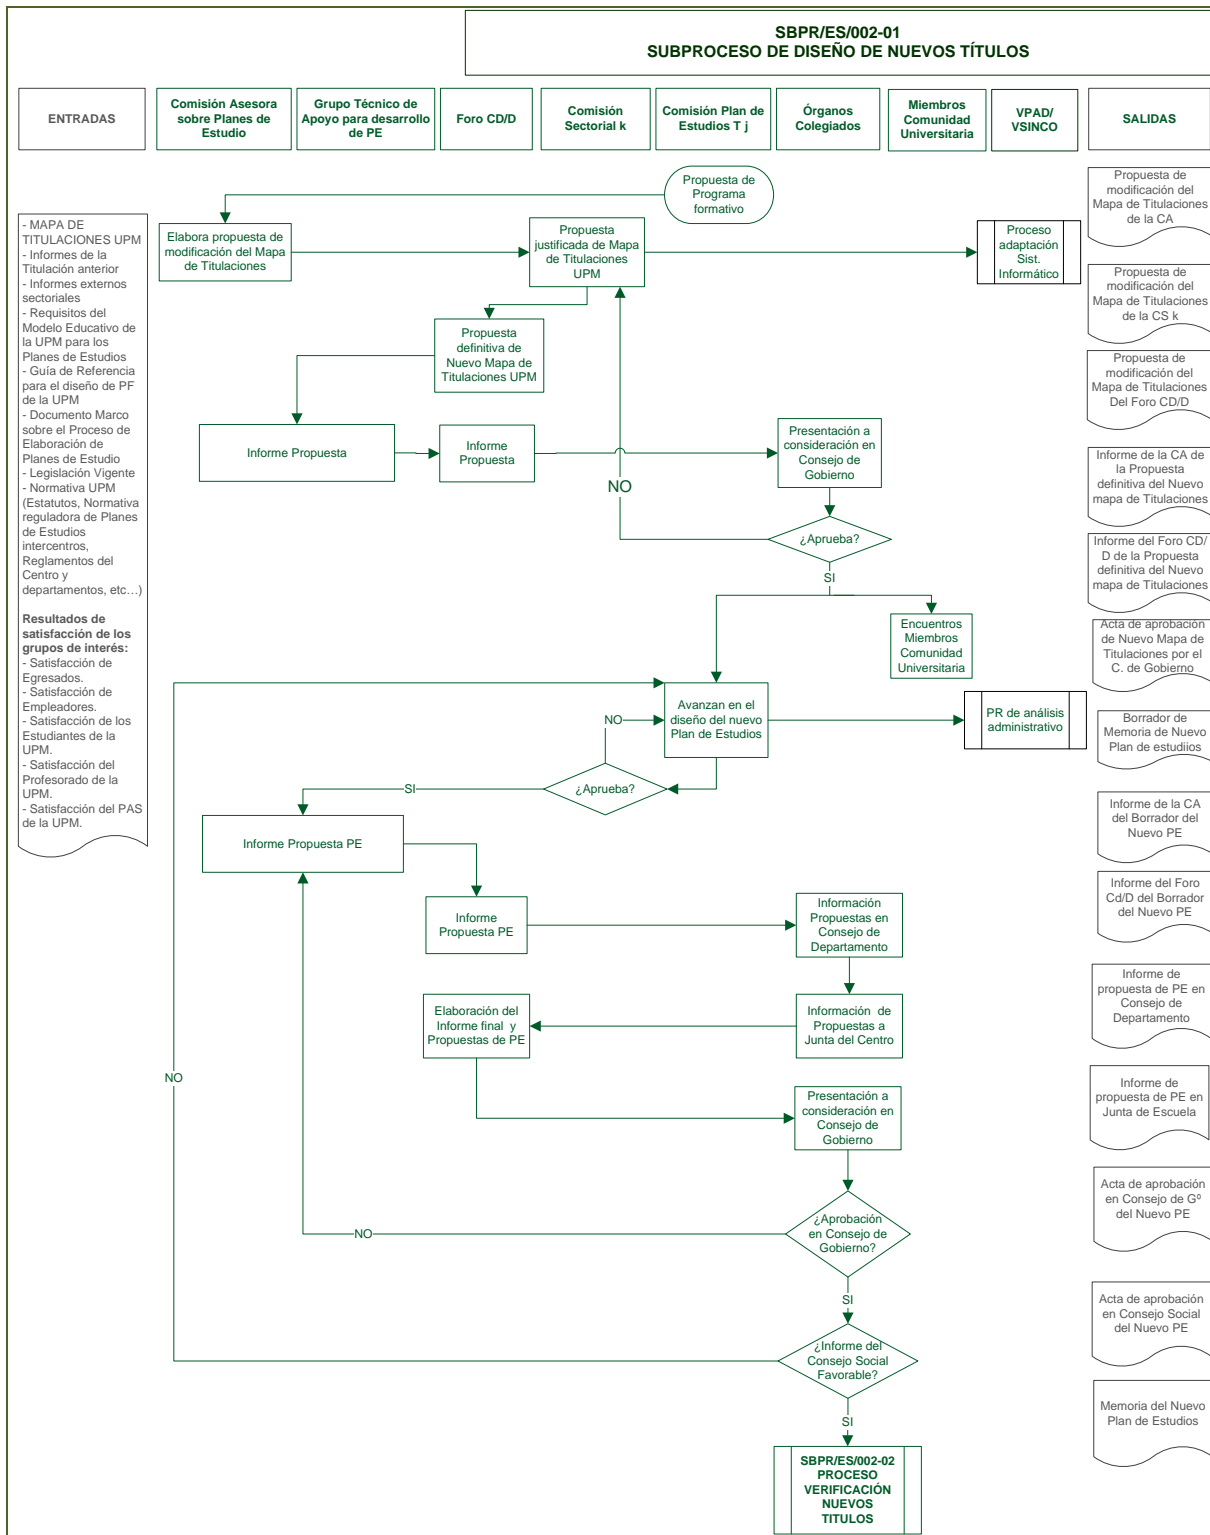 SBPR/ES/002-01
SUBPROCESO DE DISEÑO DE NUEVOS TÍTULOS
ENTRADAS
Comisión Asesora
sobre Planes de
Estudio
Grupo Técnico de
Apoyo para desarrollo
de PE
Foro CD/D
Comisión
Sectorial k
Comisión Plan de
Estudios T j
Órganos
Colegiados
Miembros
Comunidad
Universitaria
VPAD/
VSINCO
SALIDAS
- MAPA DE
TITULACIONES UPM
- Informes de la
Titulación anterior
- Informes externos
sectoriales
- Requisitos del
Modelo Educativo de
la UPM para los
Planes de Estudios
- Guía de Referencia
para el diseño de PF
de la UPM
- Documento Marco
sobre el Proceso de
Elaboración de
Planes de Estudio
- Legislación Vigente
- Normativa UPM
(Estatutos, Normativa
reguladora de Planes
de Estudios
intercentros,
Reglamentos del
Centro y
departamentos, etc...)
Resultados de
satisfacción de los
grupos de interés:
- Satisfacción de
Egresados.
- Satisfacción de
Empleadores.
- Satisfacción de los
Estudiantes de la
UPM.
- Satisfacción del
Profesorado de la
UPM.
- Satisfacción del PAS
de la UPM.
Propuesta de
Programa
formativo
Elabora propuesta de
modificación del Mapa
de Titulaciones
Propuesta
justificada de Mapa
de Titulaciones
UPM
Proceso
adaptación
Sist.
Informático
Propuesta
definitiva de
Nuevo Mapa de
Titulaciones UPM
Informe Propuesta
Informe
Propuesta
Presentación a
consideración en
Consejo de
Gobierno
NO
¿Aprueba?
SI
Encuentros
Miembros
Comunidad
Universitaria
Avanzan en el
diseño del nuevo
Plan de Estudios
NO
PR de análisis
administrativo
¿Aprueba?
SI
Informe Propuesta PE
Informe
Propuesta PE
Información
Propuestas en
Consejo de
Departamento
Elaboración del
Informe final y
Propuestas de PE
Información de
Propuestas a
Junta del Centro
NO
Presentación a
consideración en
Consejo de
Gobierno
¿Aprobación
en Consejo de
Gobierno?
NO
SI
¿Informe del
Consejo Social
Favorable?
SI
SBPR/ES/002-02
PROCESO
VERIFICACIÓN
NUEVOS
TITULOS
Propuesta de
modificación del
Mapa de Titulaciones
de la CA
Propuesta de
modificación del
Mapa de Titulaciones
de la CS k
Propuesta de
modificación del
Mapa de Titulaciones
Del Foro CD/D
Informe de la CA de
la Propuesta
definitiva del Nuevo
mapa de Titulaciones
Informe del Foro CD/
D de la Propuesta
definitiva del Nuevo
mapa de Titulaciones
Acta de aprobación
de Nuevo Mapa de
Titulaciones por el
C. de Gobierno
Borrador de
Memoria de Nuevo
Plan de estudiios
Informe de la CA
del Borrador del
Nuevo PE
Informe del Foro
Cd/D del Borrador
del Nuevo PE
Informe de
propuesta de PE en
Consejo de
Departamento
Informe de
propuesta de PE en
Junta de Escuela
Acta de aprobación
en Consejo de Gº
del Nuevo PE
Acta de aprobación
en Consejo Social
del Nuevo PE
Memoria del Nuevo
Plan de Estudios